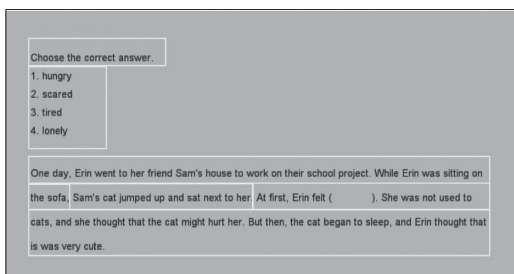 Choose the correct answer.
1. hungry
2. scared
3. tired
4. lonely
One day, Erin went to her friend Sam's house to work on their school project. While Erin was sitting on
the sofa, Sam's cat jumped up and sat next to her. At first, Erin felt (      ). She was not used to
cats, and she thought that the cat might hurt her. But then, the cat began to sleep, and Erin thought that
is was very cute.